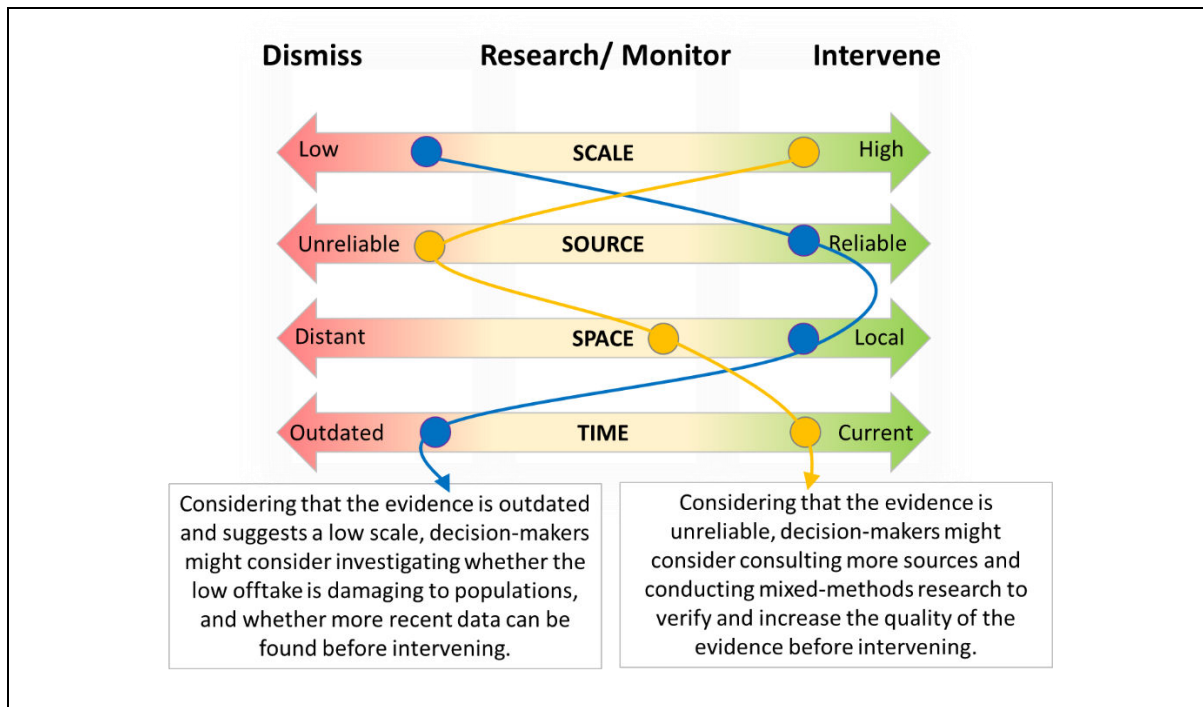 Dismiss Research/ Monitor Intervene
Low SCALE High
Unreliable SOURCE Reliable
Distant SPACE Local
Outdated TIME Current
Considering that the evidence is outdated
and suggests a low scale, decision-makers
might consider investigating whether the
low offtake is damaging to populations,
and whether more recent data can be
found before intervening.
Considering that the evidence is
unreliable, decision-makers might
consider consulting more sources and
conducting mixed-methods research to
verify and increase the quality of the
evidence before intervening.